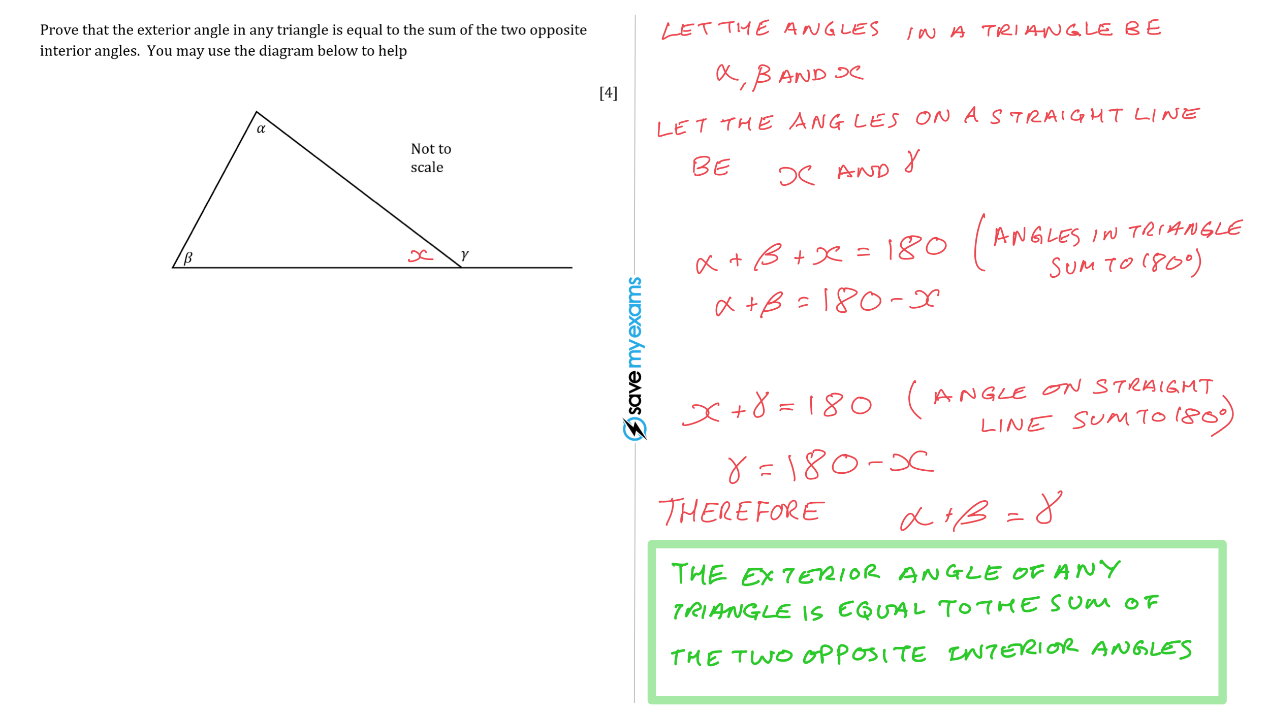 Prove that the exterior angle in any triangle is equal to the sum of the two opposite
interior angles. You may use the diagram below to help
[4]
α
Not to
scale
β
x
γ
savemyexams
LET THE ANGLES IN A TRIANGLE BE
α, β AND x
LET THE ANGLES ON A STRAIGHT LINE
BE x AND γ
α + β + x = 180 (ANGLES IN TRIANGLE
SUM TO 180°)
α + β = 180 - x
x + γ = 180 (ANGLE ON STRAIGHT
LINE SUM TO 180°)
γ = 180 - x
THEREFORE α + β = γ
THE EXTERIOR ANGLE OF ANY
TRIANGLE IS EQUAL TO THE SUM OF
THE TWO OPPOSITE INTERIOR ANGLES